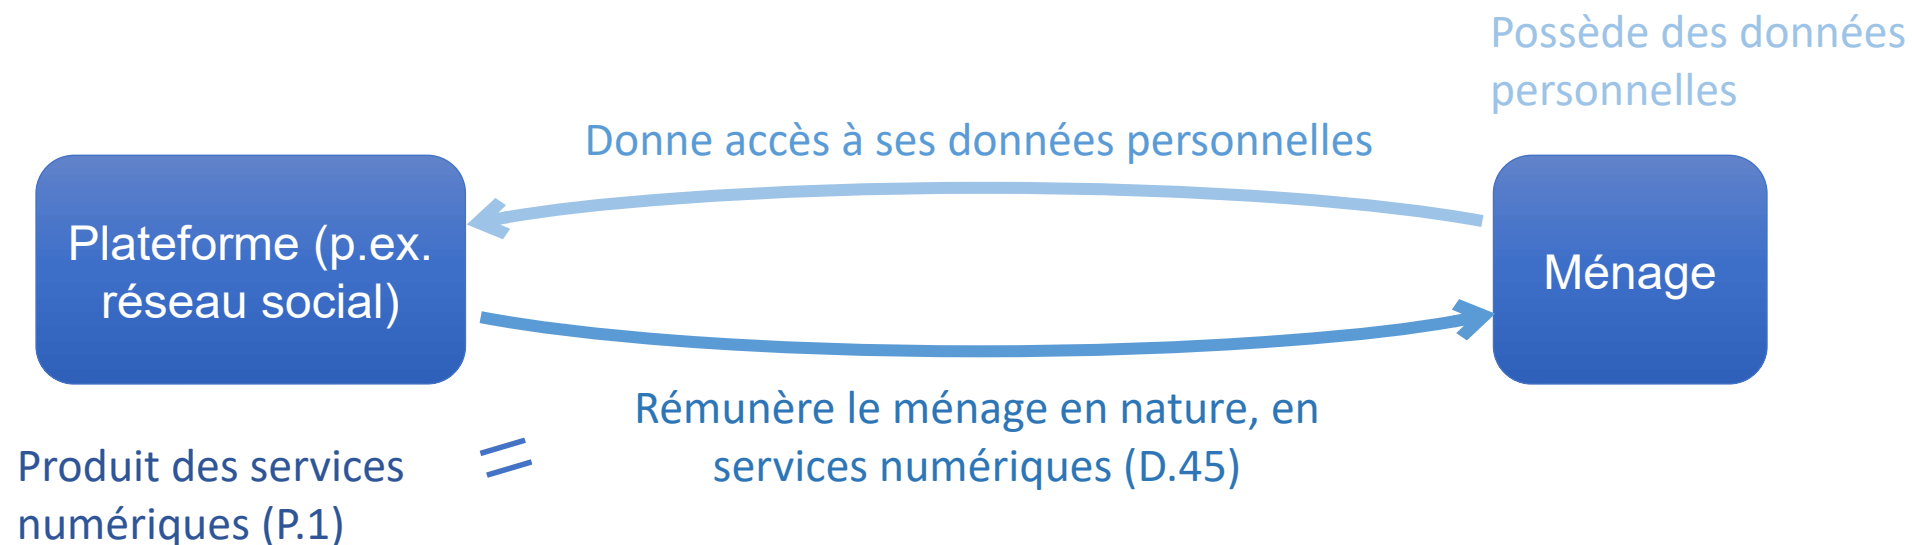 Possède des données
personnelles
Donne accès à ses données personnelles
Plateforme (p.ex.
réseau social)
Ménage
Rémunère le ménage en nature, en
services numériques (D.45)
Produit des services
numériques (P.1)
=